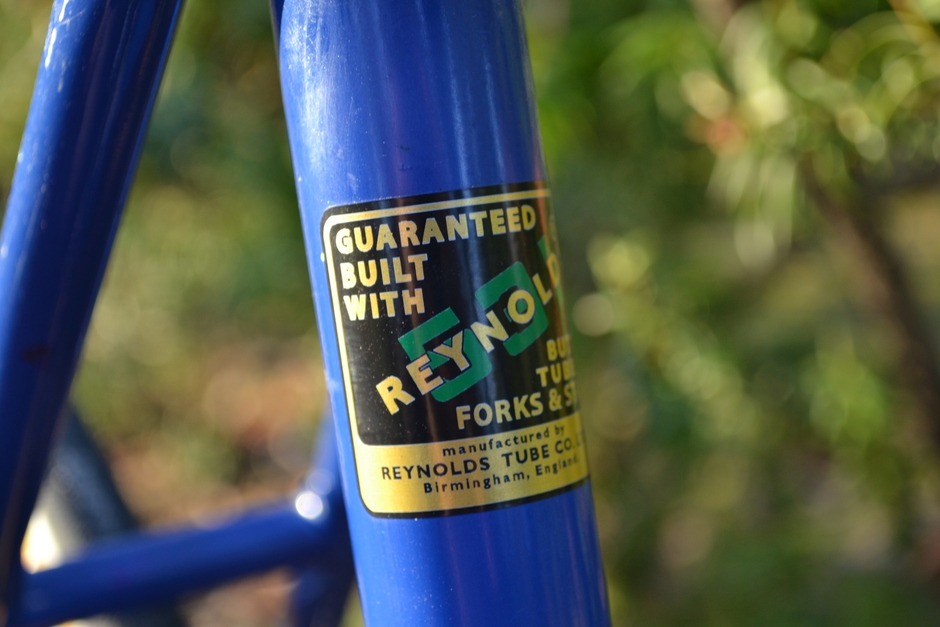 GUARANTEED
BUILT
WITH
REYNOLD
FORKS &
manufactured by
REYNOLDS TUBE CO.
Birmingham, England